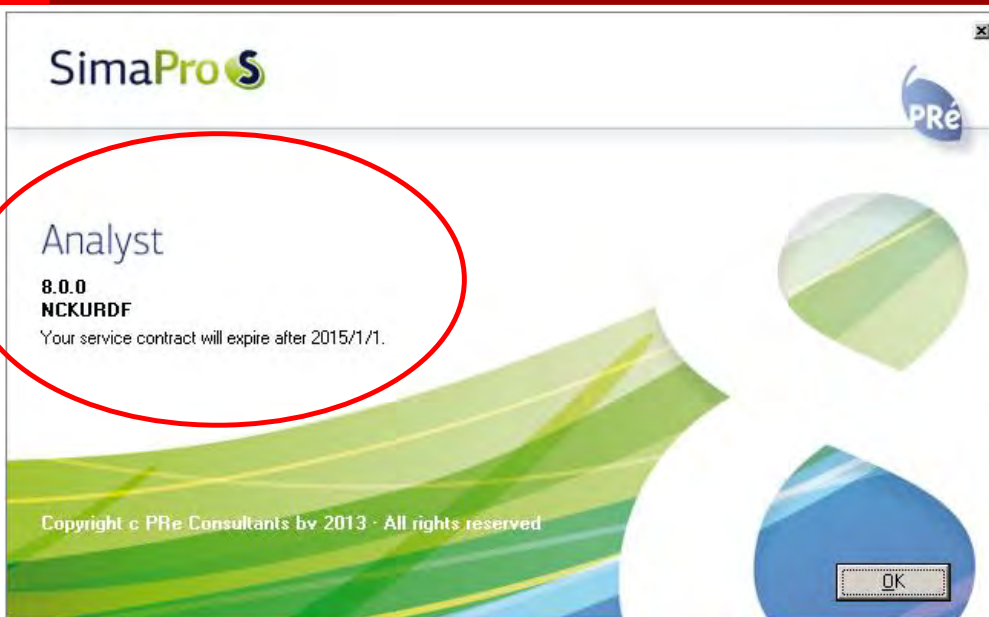 SimaPro S
PRé
Analyst
8.0.0
NCKURDF
Your service contract will expire after 2015/1/1.
Copyright c PRe Consultants bv 2013 · All rights reserved
OK